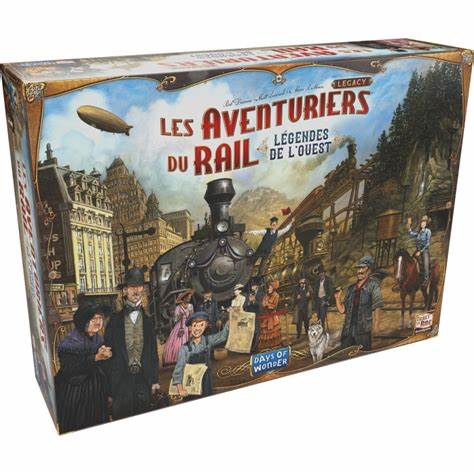 LEGACY
LES AVENTURIERS
DU RAIL
LÉGENDES
DE L'OUEST
DAYS OF
WONDER